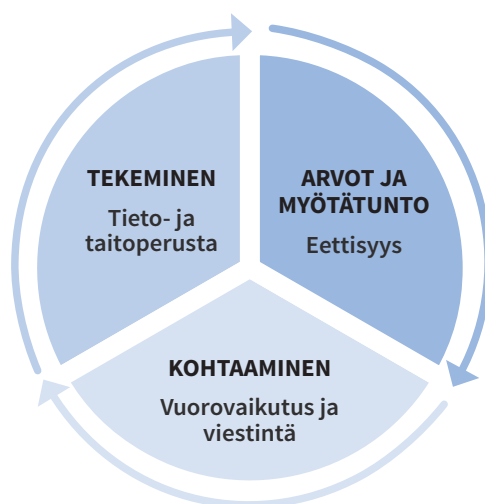 TEKEMINEN
Tieto- ja
taitoperusta
ARVOT JA
MYÖTÄTUNTO
Eettisyys
KOHTAAMINEN
Vuorovaikutus ja
viestintä